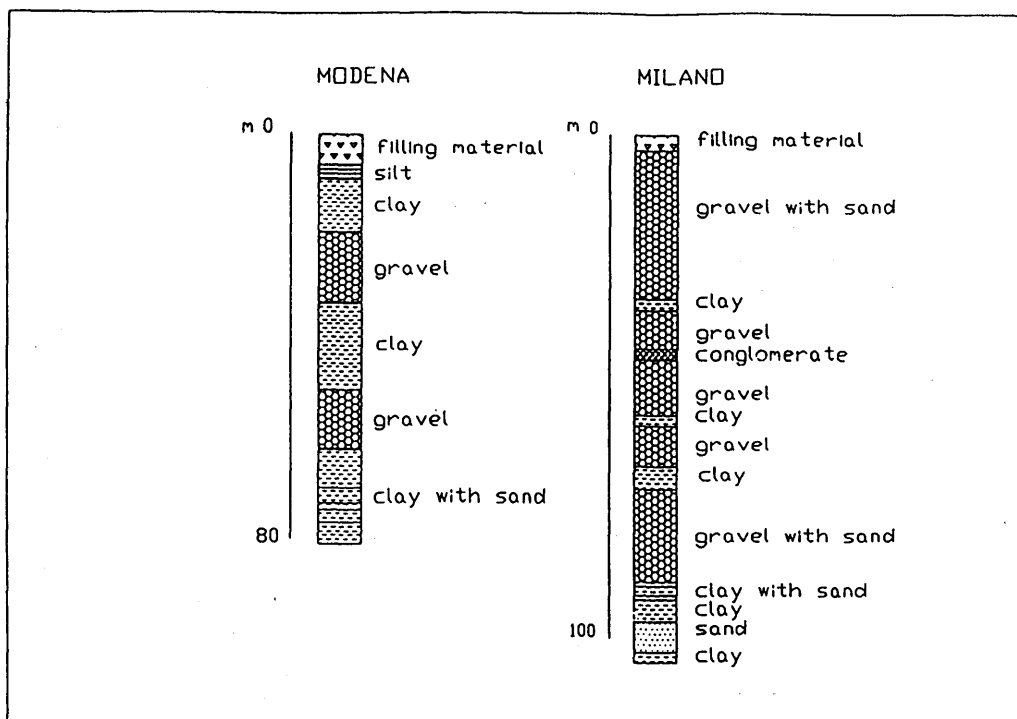 MODENA
m 0
filling material
silt
clay
gravel
clay
gravel
clay with sand
80
MILANO
m 0
filling material
gravel with sand
clay
gravel
conglomerate
gravel
clay
gravel
clay
gravel with sand
clay with sand
clay
sand
100
clay